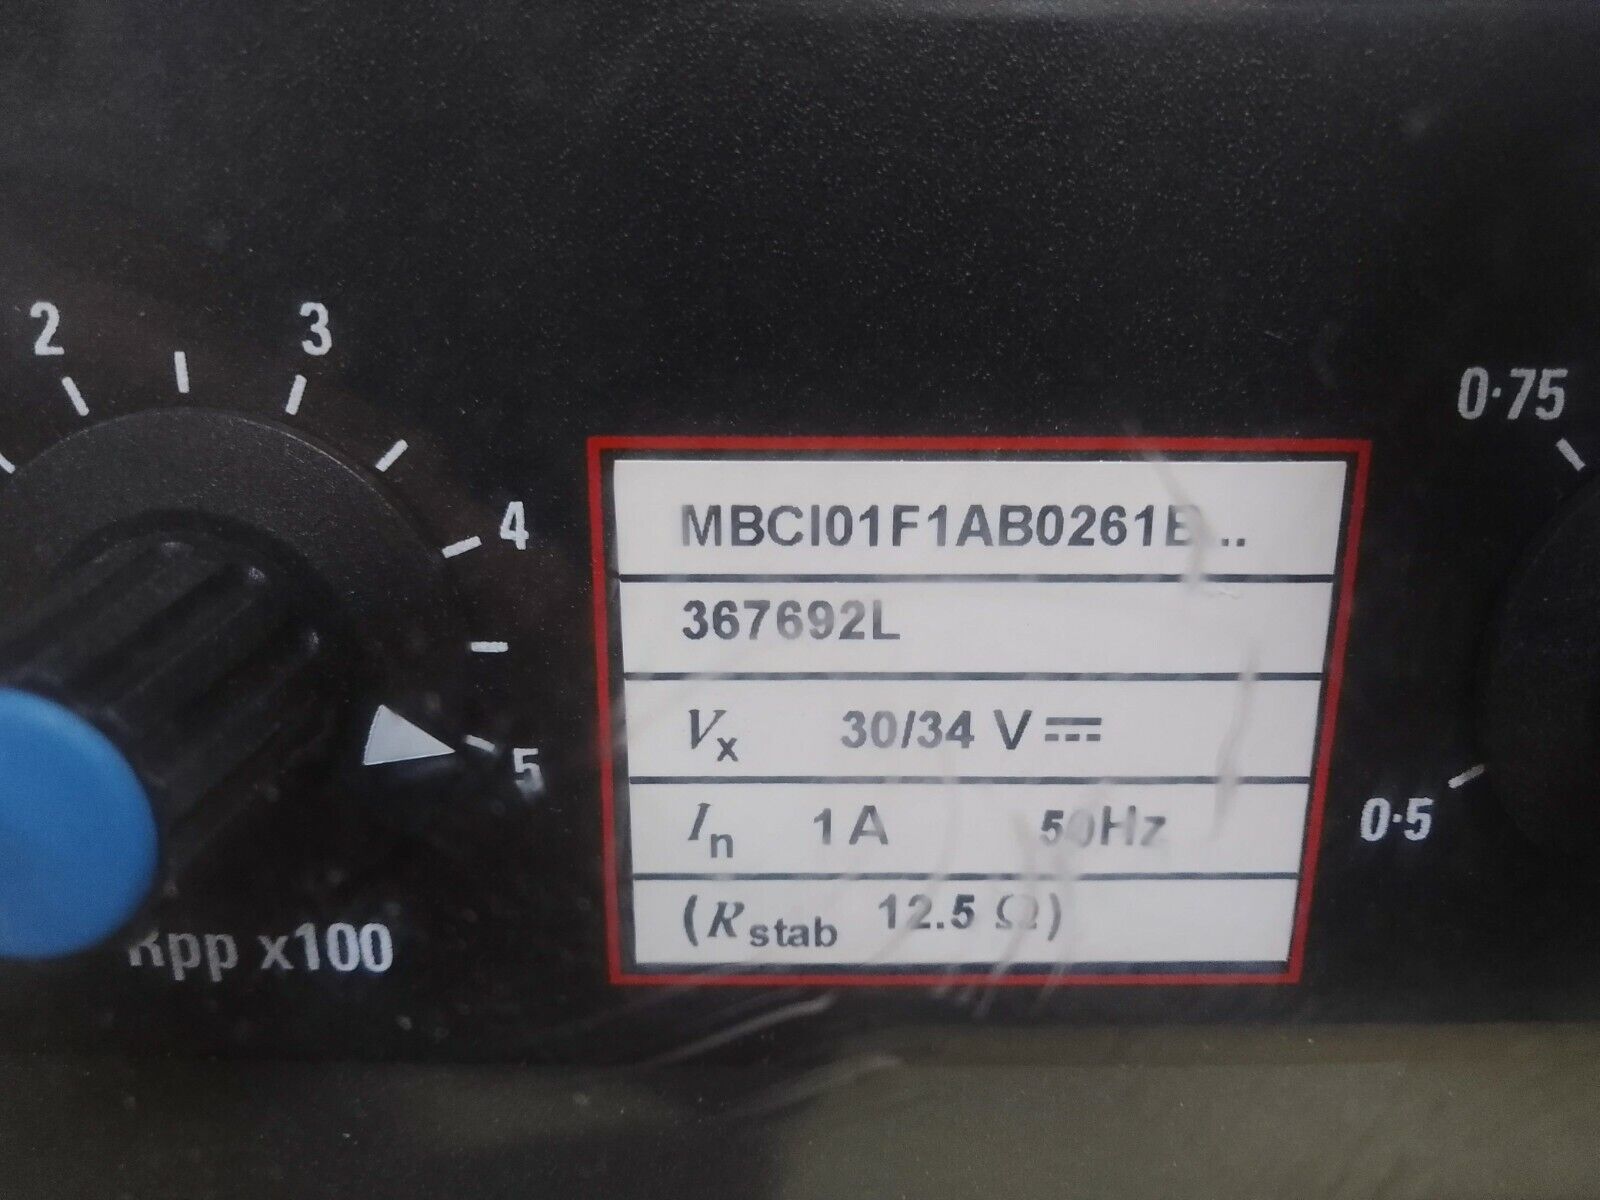 2
3
4
5
Rpp x100
MBCI01F1AB0261B...
367692L
Vx 30/34 V ⎓
In 1 A 50Hz
(Rstab 12.5 Ω)
0·75
0·5